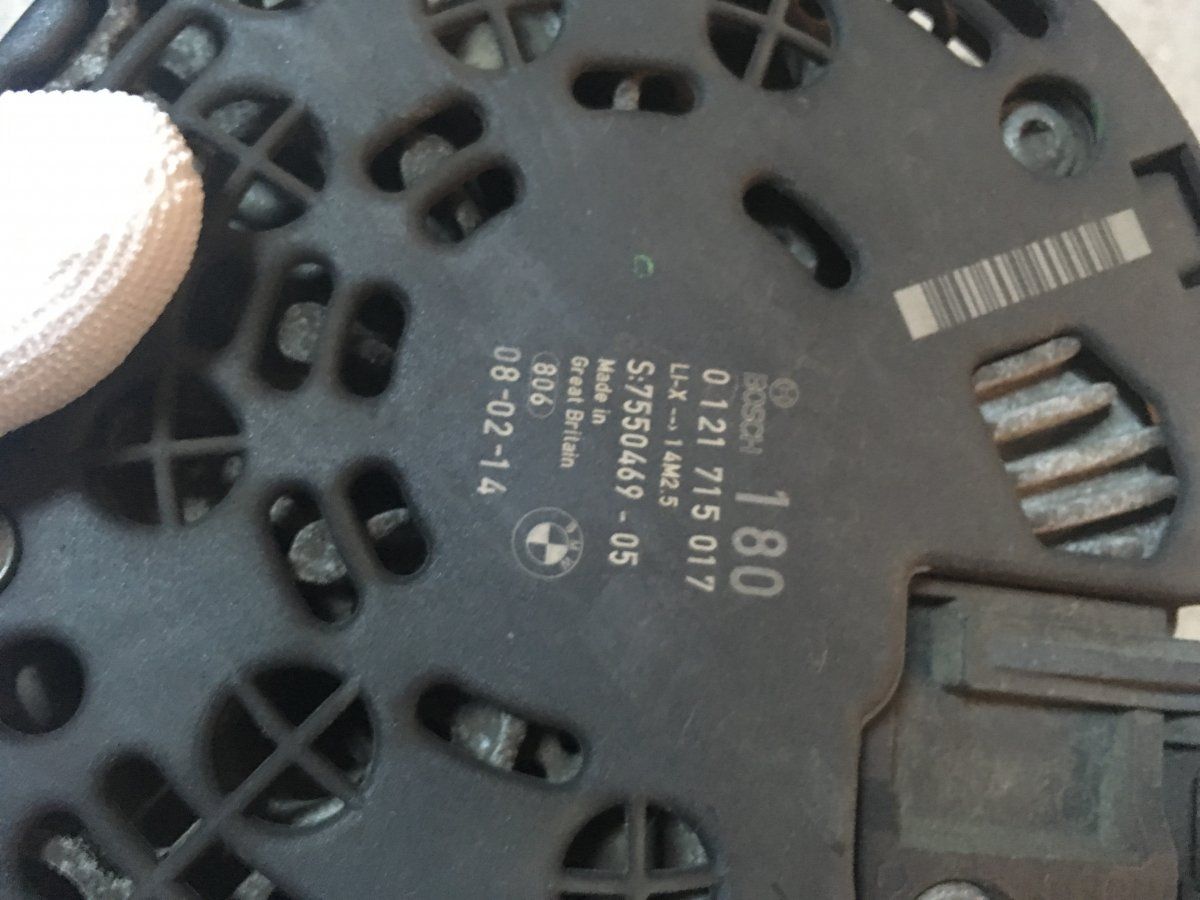 BOSCH 180
0 121 715 017
LI-X --> 14M2.5
S:7550469-05
Made in
Great Britain
806
08-02-14